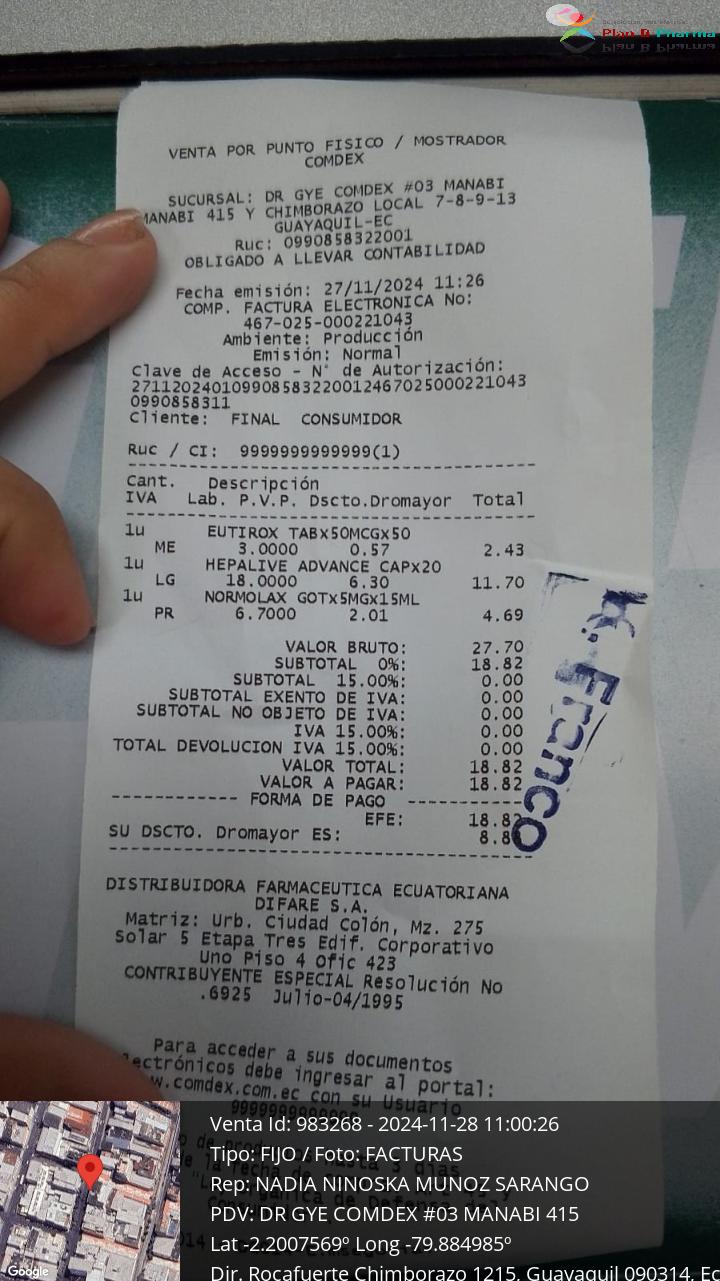 Plan B Pharma
VENTA POR PUNTO FISICO / MOSTRADOR
COMDEX
SUCURSAL: DR GYE COMDEX #03 MANABI
MANABI 415 Y CHIMBORAZO LOCAL 7-8-9-13
GUAYAQUIL-EC
Ruc: 0990858322001
OBLIGADO A LLEVAR CONTABILIDAD
Fecha emisión: 27/11/2024 11:26
COMP. FACTURA ELECTRONICA No:
467-025-000221043
Ambiente: Producción
Emisión: Normal
Clave de Acceso - N° de Autorización:
271120240109908583220012467025000221043
0990858311
Cliente: FINAL CONSUMIDOR
Ruc / CI: 9999999999999(1)
Cant. Descripción
IVA Lab. P.V.P. Dscto.Dromayor Total
1u EUTIROX TABx50MCGx50
ME 3.0000 0.57 2.43
1u HEPALIVE ADVANCE CAPx20
LG 18.0000 6.30 11.70
1u NORMOLAX GOTx5MGx15ML
PR 6.7000 2.01 4.69
VALOR BRUTO: 27.70
SUBTOTAL 0%: 18.82
SUBTOTAL 15.00%: 0.00
SUBTOTAL EXENTO DE IVA: 0.00
SUBTOTAL NO OBJETO DE IVA: 0.00
IVA 15.00%: 0.00
TOTAL DEVOLUCION IVA 15.00%: 0.00
VALOR TOTAL: 18.82
VALOR A PAGAR: 18.82
FORMA DE PAGO
EFE: 18.82
SU DSCTO. Dromayor ES: 8.88
K. Franco
DISTRIBUIDORA FARMACEUTICA ECUATORIANA
DIFARE S.A.
Matriz: Urb. Ciudad Colón, Mz. 275
Solar 5 Etapa Tres Edif. Corporativo
Uno Piso 4 Ofic 423
CONTRIBUYENTE ESPECIAL Resolución No
.6925 Julio-04/1995
Para acceder a sus documentos
lectrónicos debe ingresar al portal:
w.comdex.com.ec con su Usuario
Venta Id: 983268 - 2024-11-28 11:00:26
Tipo: FIJO / Foto: FACTURAS
Rep: NADIA NINOSKA MUNOZ SARANGO
PDV: DR GYE COMDEX #03 MANABI 415
Lat -2.2007569º Long -79.884985º
Dir. Rocafuerte Chimborazo 1215, Guayaquil 090314, Ec
Google